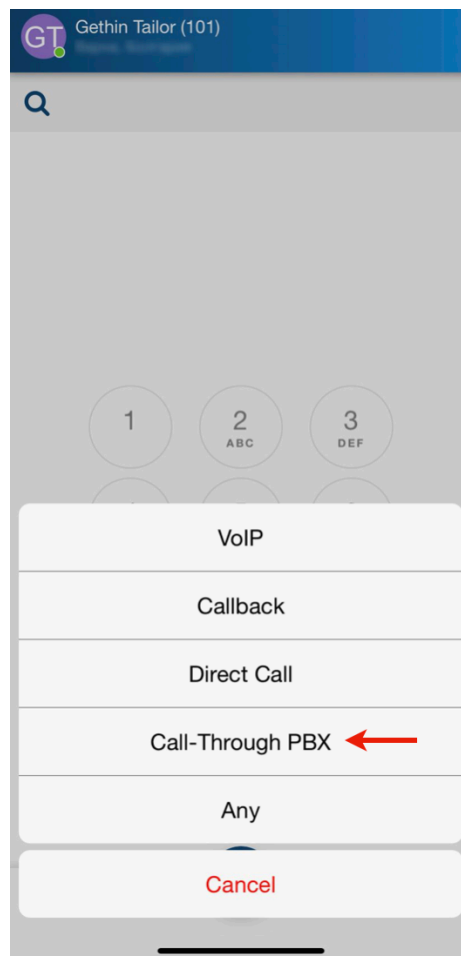 GT
Gethin Tailor (101)
1
2
3
ABC
DEF
VoIP
Callback
Direct Call
Call-Through PBX
Any
Cancel